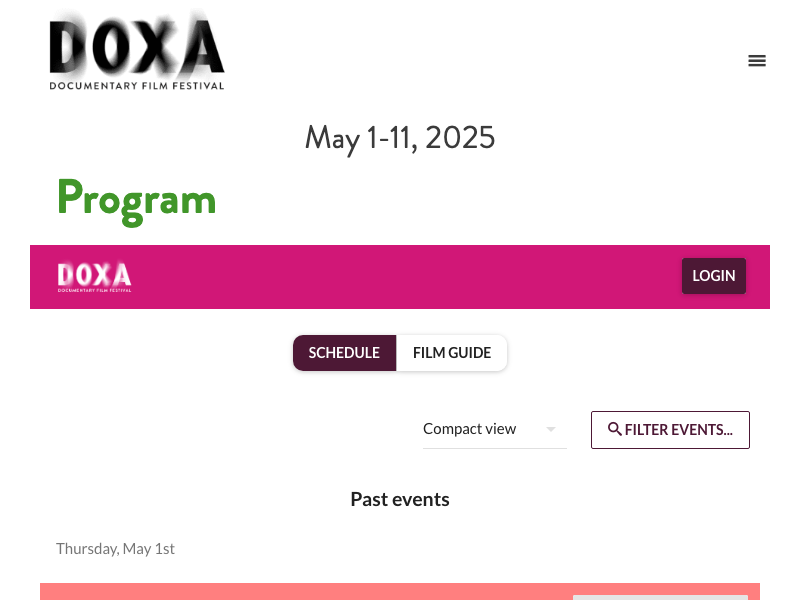 DOXA
DOCUMENTARY FILM FESTIVAL
May 1-11, 2025
Program
DOXA
DOCUMENTARY FILM FESTIVAL
LOGIN
SCHEDULE
FILM GUIDE
Compact view
FILTER EVENTS...
Past events
Thursday, May 1st